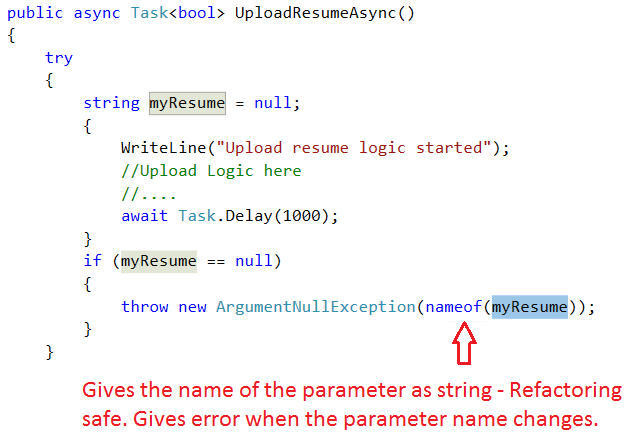 public async Task<bool> UploadResumeAsync()
{
try
{
string myResume = null;
{
WriteLine("Upload resume logic started");
//Upload Logic here
//....
await Task.Delay(1000);
}
if (myResume == null)
{
throw new ArgumentNullException(nameof(myResume));
}
}
Gives the name of the parameter as string - Refactoring
safe. Gives error when the parameter name changes.